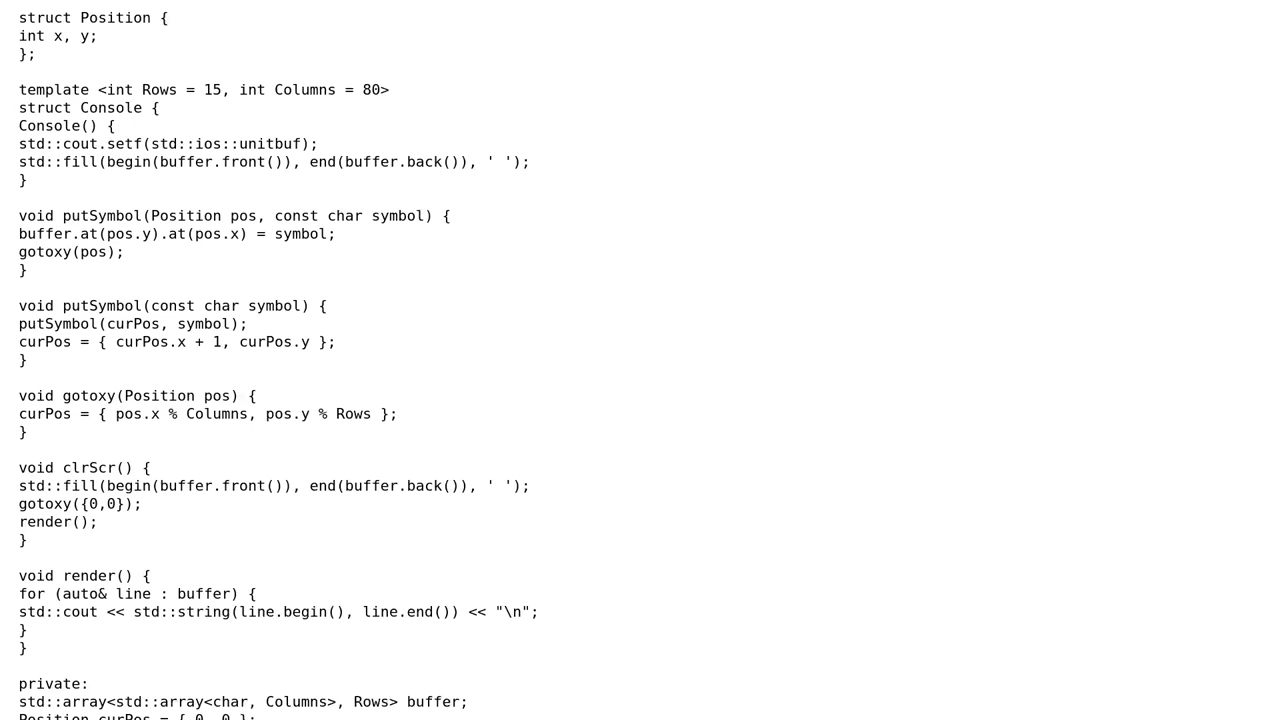 struct Position {
int x, y;
};

template <int Rows = 15, int Columns = 80>
struct Console {
Console() {
std::cout.setf(std::ios::unitbuf);
std::fill(begin(buffer.front()), end(buffer.back()), ' ');
}

void putSymbol(Position pos, const char symbol) {
buffer.at(pos.y).at(pos.x) = symbol;
gotoxy(pos);
}

void putSymbol(const char symbol) {
putSymbol(curPos, symbol);
curPos = { curPos.x + 1, curPos.y };
}

void gotoxy(Position pos) {
curPos = { pos.x % Columns, pos.y % Rows };
}

void clrScr() {
std::fill(begin(buffer.front()), end(buffer.back()), ' ');
gotoxy({0,0});
render();
}

void render() {
for (auto& line : buffer) {
std::cout << std::string(line.begin(), line.end()) << "\n";
}
}

private:
std::array<std::array<char, Columns>, Rows> buffer;
Position curPos = { 0, 0 };